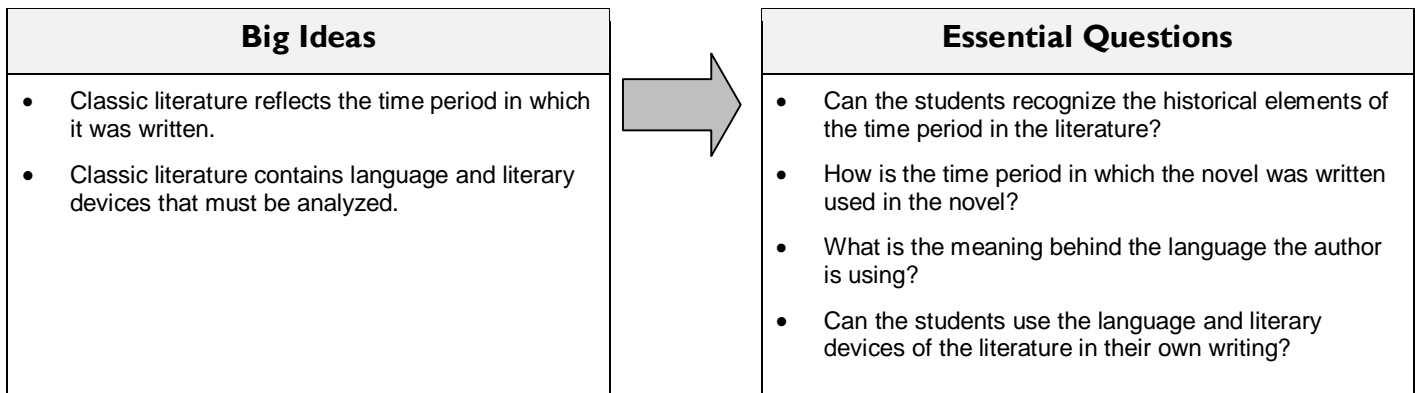 Big Ideas
• Classic literature reflects the time period in which
it was written.
• Classic literature contains language and literary
devices that must be analyzed.
Essential Questions
• Can the students recognize the historical elements of
the time period in the literature?
• How is the time period in which the novel was written
used in the novel?
• What is the meaning behind the language the author
is using?
• Can the students use the language and literary
devices of the literature in their own writing?